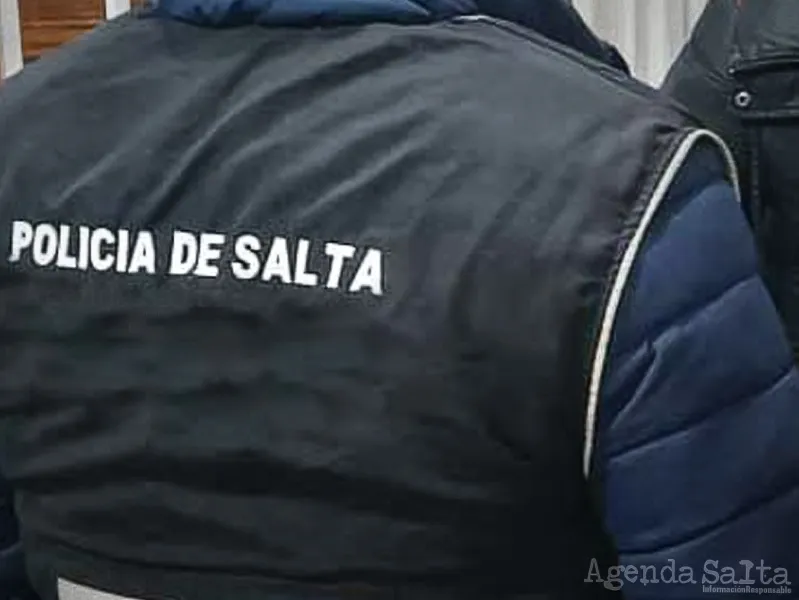 POLICIA DE SALTA
Agenda Salta
InformaciónResponsable